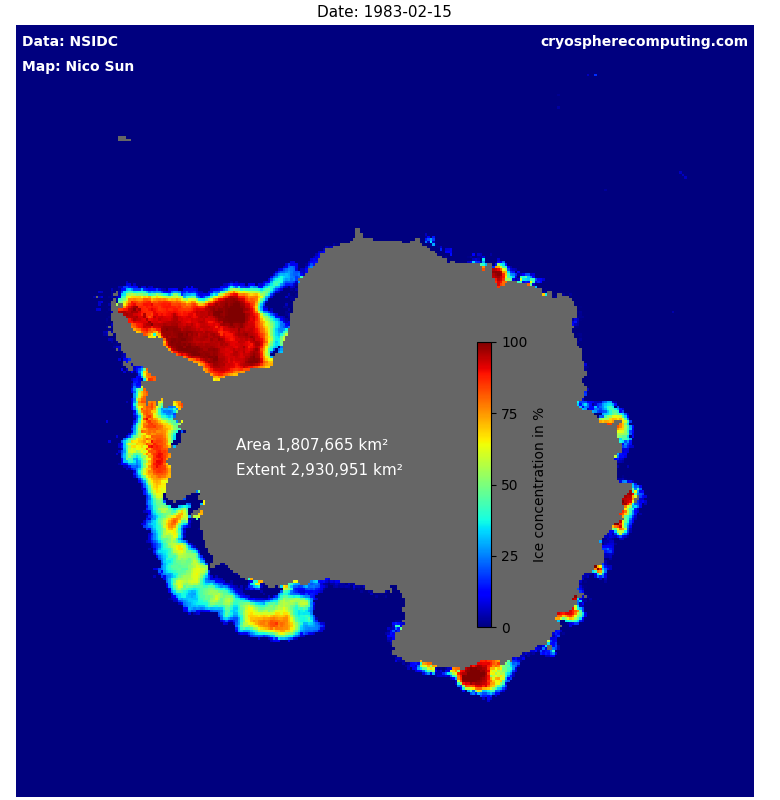 Date: 1983-02-15
Data: NSIDC
cryospherecomputing.com
Map: Nico Sun
100
75
50
25
0
Ice concentration in %
Area 1,807,665 km²
Extent 2,930,951 km²